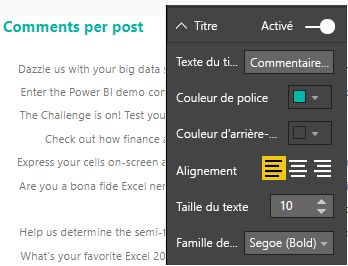 Comments per post
Dazzle us with your big data s
Enter the Power BI demo con
The Challenge is on! Test you
Check out how finance a
Express your cells on-screen a
Are you a bona fide Excel ner
Help us determine the semi-f
What's your favorite Excel 20
Titre Activé
Texte du ti... Commentaire...
Couleur de police
Couleur d'arrière-...
Alignement
Taille du texte 10
Famille de... Segoe (Bold)